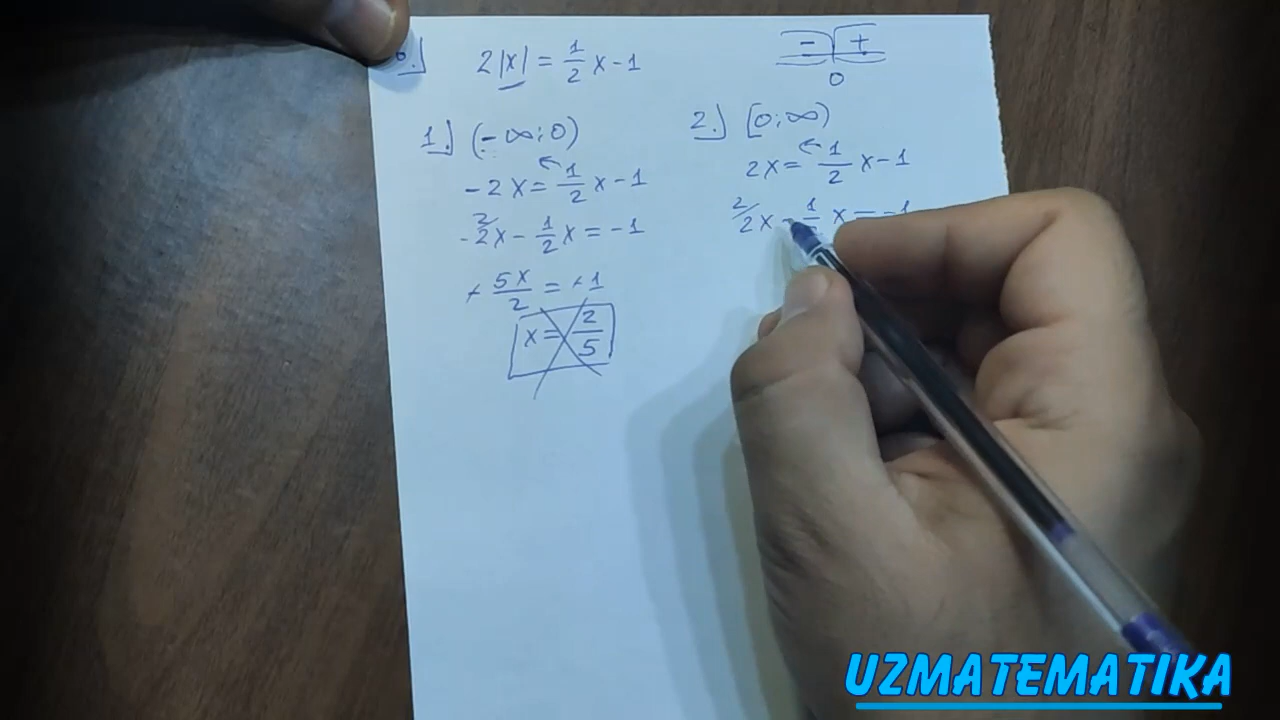 2|x| = 1/2 x - 1
- +
0
1.) (-∞; 0)
-2x = 1/2 x - 1
-2x - 1/2 x = -1
+ 5x/2 = +1
x = 2/5
2.) [0; ∞)
2x = 1/2 x - 1
2x - 1/2 x = -1
UZMATEMATIKA